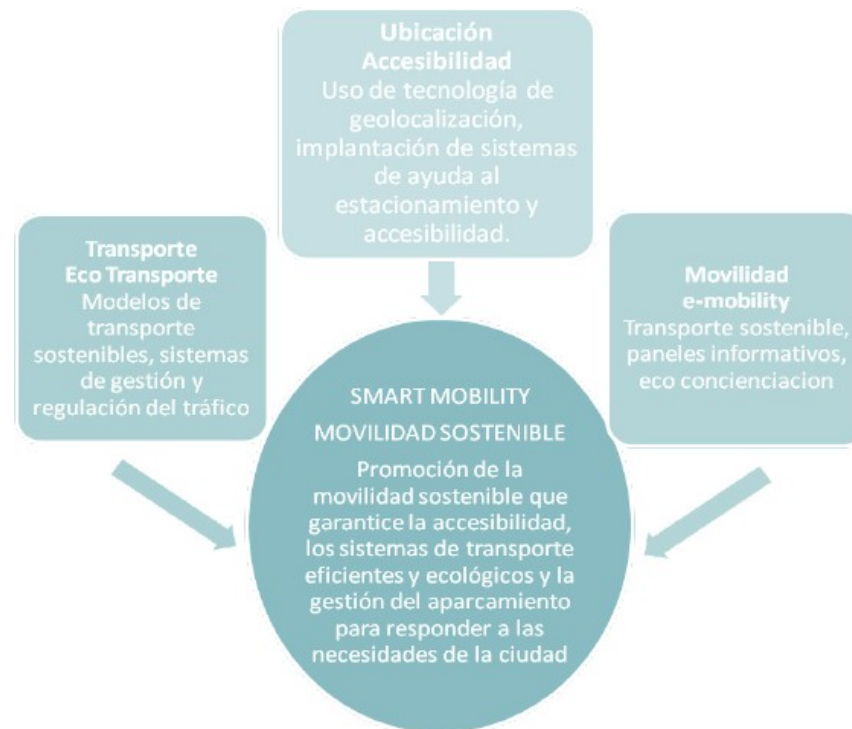 Ubicación
Accesibilidad
Uso de tecnología de
geolocalización,
implantación de sistemas
de ayuda al
estacionamiento y
accesibilidad.
Transporte
Eco Transporte
Modelos de
transporte
sostenibles, sistemas
de gestión y
regulación del tráfico
Movilidad
e-mobility
Transporte sostenible,
paneles informativos,
eco concienciacion
SMART MOBILITY
MOVILIDAD SOSTENIBLE
Promoción de la
movilidad sostenible que
garantice la accesibilidad,
los sistemas de transporte
eficientes y ecológicos y la
gestión del aparcamiento
para responder a las
necesidades de la ciudad